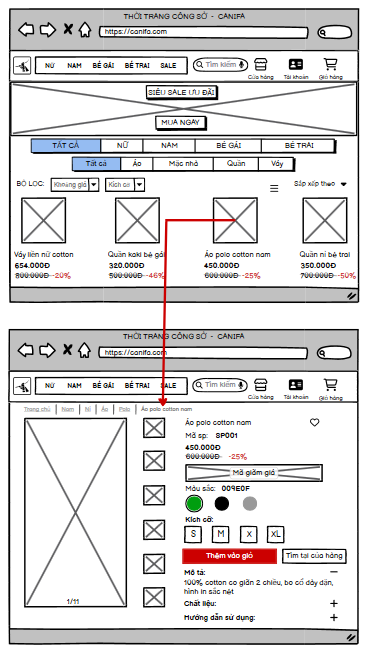 THỜI TRANG CÔNG SỞ - CANIFA
https://canifa.com
NỮ NAM BÉ GÁI BÉ TRAI SALE
Tìm kiếm
Cửa hàng Tài khoản Giỏ hàng
SIÊU SALE ƯU ĐÃI
MUA NGAY
TẤT CẢ NỮ NAM BÉ GÁI BÉ TRAI
Tất cả Áo Mặc nhà Quần Váy
BỘ LỌC: Khoảng giá Kích cỡ Sắp xếp theo
Váy liền nữ cotton Quần kaki bé gái Áo polo cotton nam Quần nỉ bé trai
654.000Đ 320.000Đ 450.000Đ 350.000Đ
800.000Đ -20% 500.000Đ -46% 600.000Đ -25% 700.000Đ -50%
THỜI TRANG CÔNG SỞ - CANIFA
https://canifa.com
NỮ NAM BÉ GÁI BÉ TRAI SALE
Tìm kiếm
Cửa hàng Tài khoản Giỏ hàng
Trang chủ Nam Nỉ Áo Polo Áo polo cotton nam
Áo polo cotton nam
Mã sp: SP001
450.000Đ
600.000Đ -25%
Mã giảm giá
Màu sắc: 009E0F
Kích cỡ:
S M X XL
Thêm vào giỏ Tìm tại cửa hàng
Mô tả:
100% cotton co giãn 2 chiều, bo cổ dày dặn,
hình in sắc nét
1/11
Chất liệu:
Hướng dẫn sử dụng: